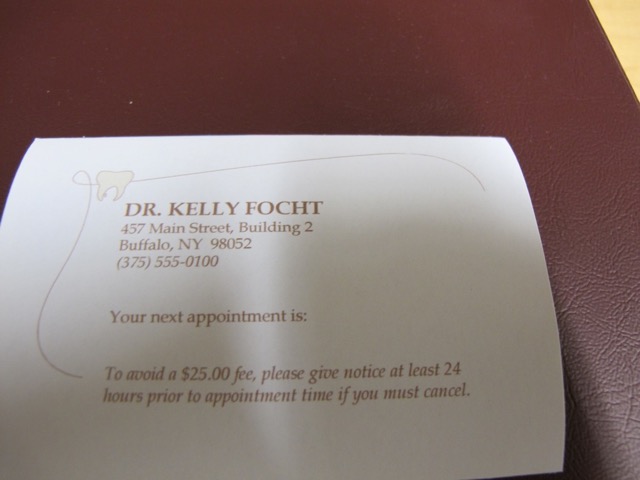 DR. KELLY FOCHT
457 Main Street, Building 2
Buffalo, NY 98052
(375) 555-0100
Your next appointment is:
To avoid a $25.00 fee, please give notice at least 24
hours prior to appointment time if you must cancel.